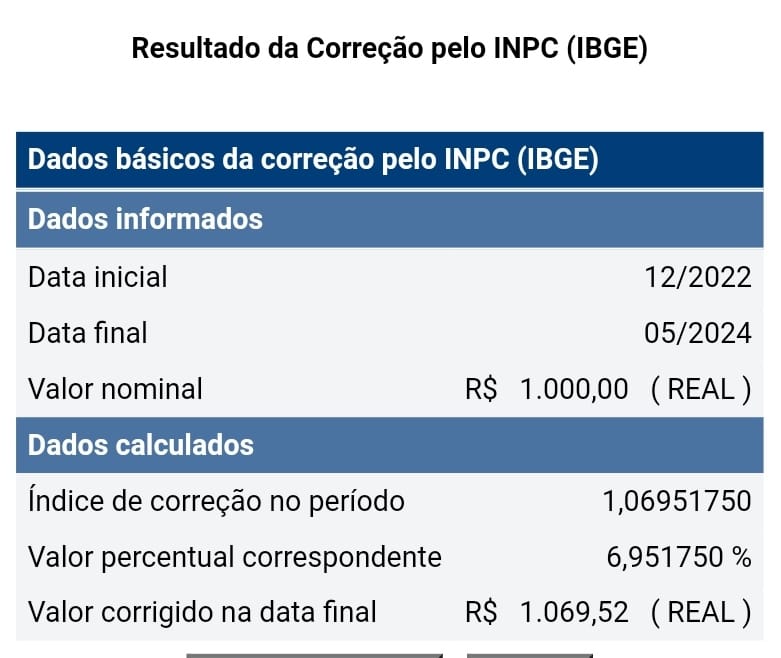 Resultado da Correção pelo INPC (IBGE)
Dados básicos da correção pelo INPC (IBGE)
Dados informados
Data inicial 12/2022
Data final 05/2024
Valor nominal R$ 1.000,00 ( REAL )
Dados calculados
Índice de correção no período 1,06951750
Valor percentual correspondente 6,951750 %
Valor corrigido na data final R$ 1.069,52 ( REAL )